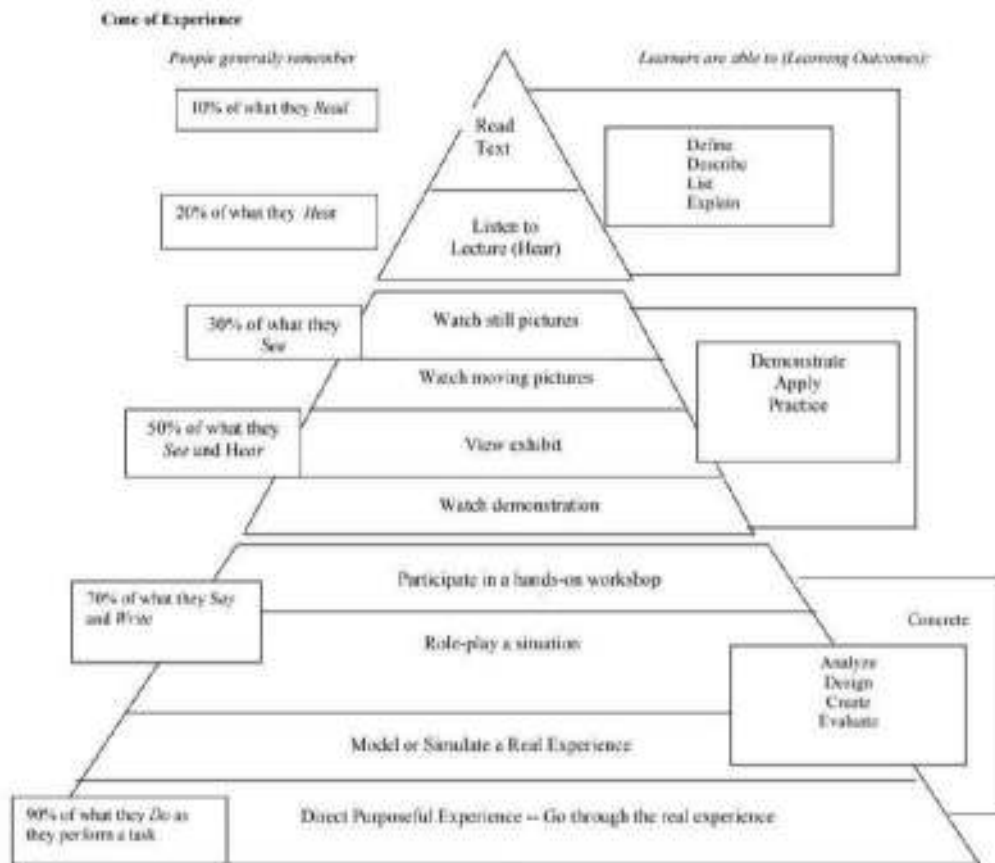 Cone of Experience
People generally remember
Learners are able to (Learning Outcomes):
10% of what they Read
Read
Text
Define
Describe
List
Explain
20% of what they Hear
Listen to
Lecture (Hear)
30% of what they
See
Watch still pictures
Watch moving pictures
Demonstrate
Apply
Practice
50% of what they
See and Hear
View exhibit
Watch demonstration
Participate in a hands-on workshop
70% of what they Say
and Write
Role-play a situation
Concrete
Analyze
Design
Create
Evaluate
Model or Simulate a Real Experience
90% of what they Do as
they perform a task
Direct Purposeful Experience -- Go through the real experience